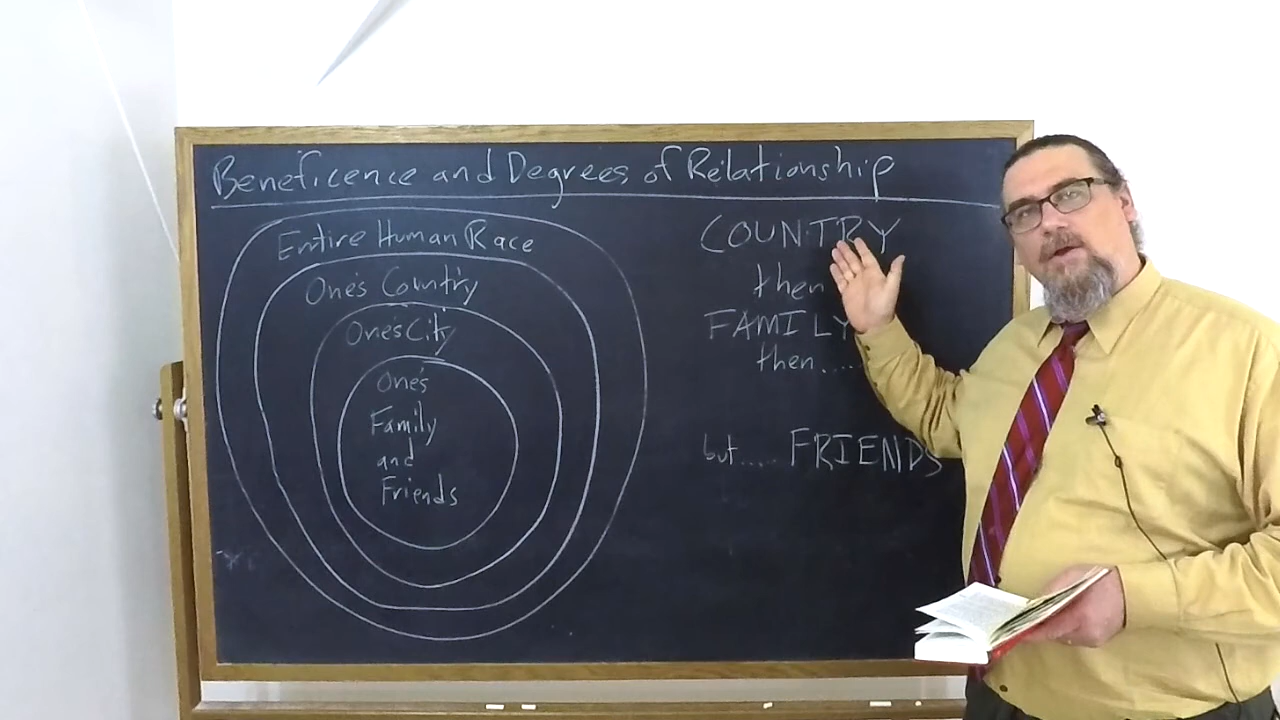 Beneficence and Degrees of Relationship
Entire Human Race
One's Country
One's City
One's
Family
and
Friends
COUNTRY
then
FAMILY
then....
but.... FRIENDS